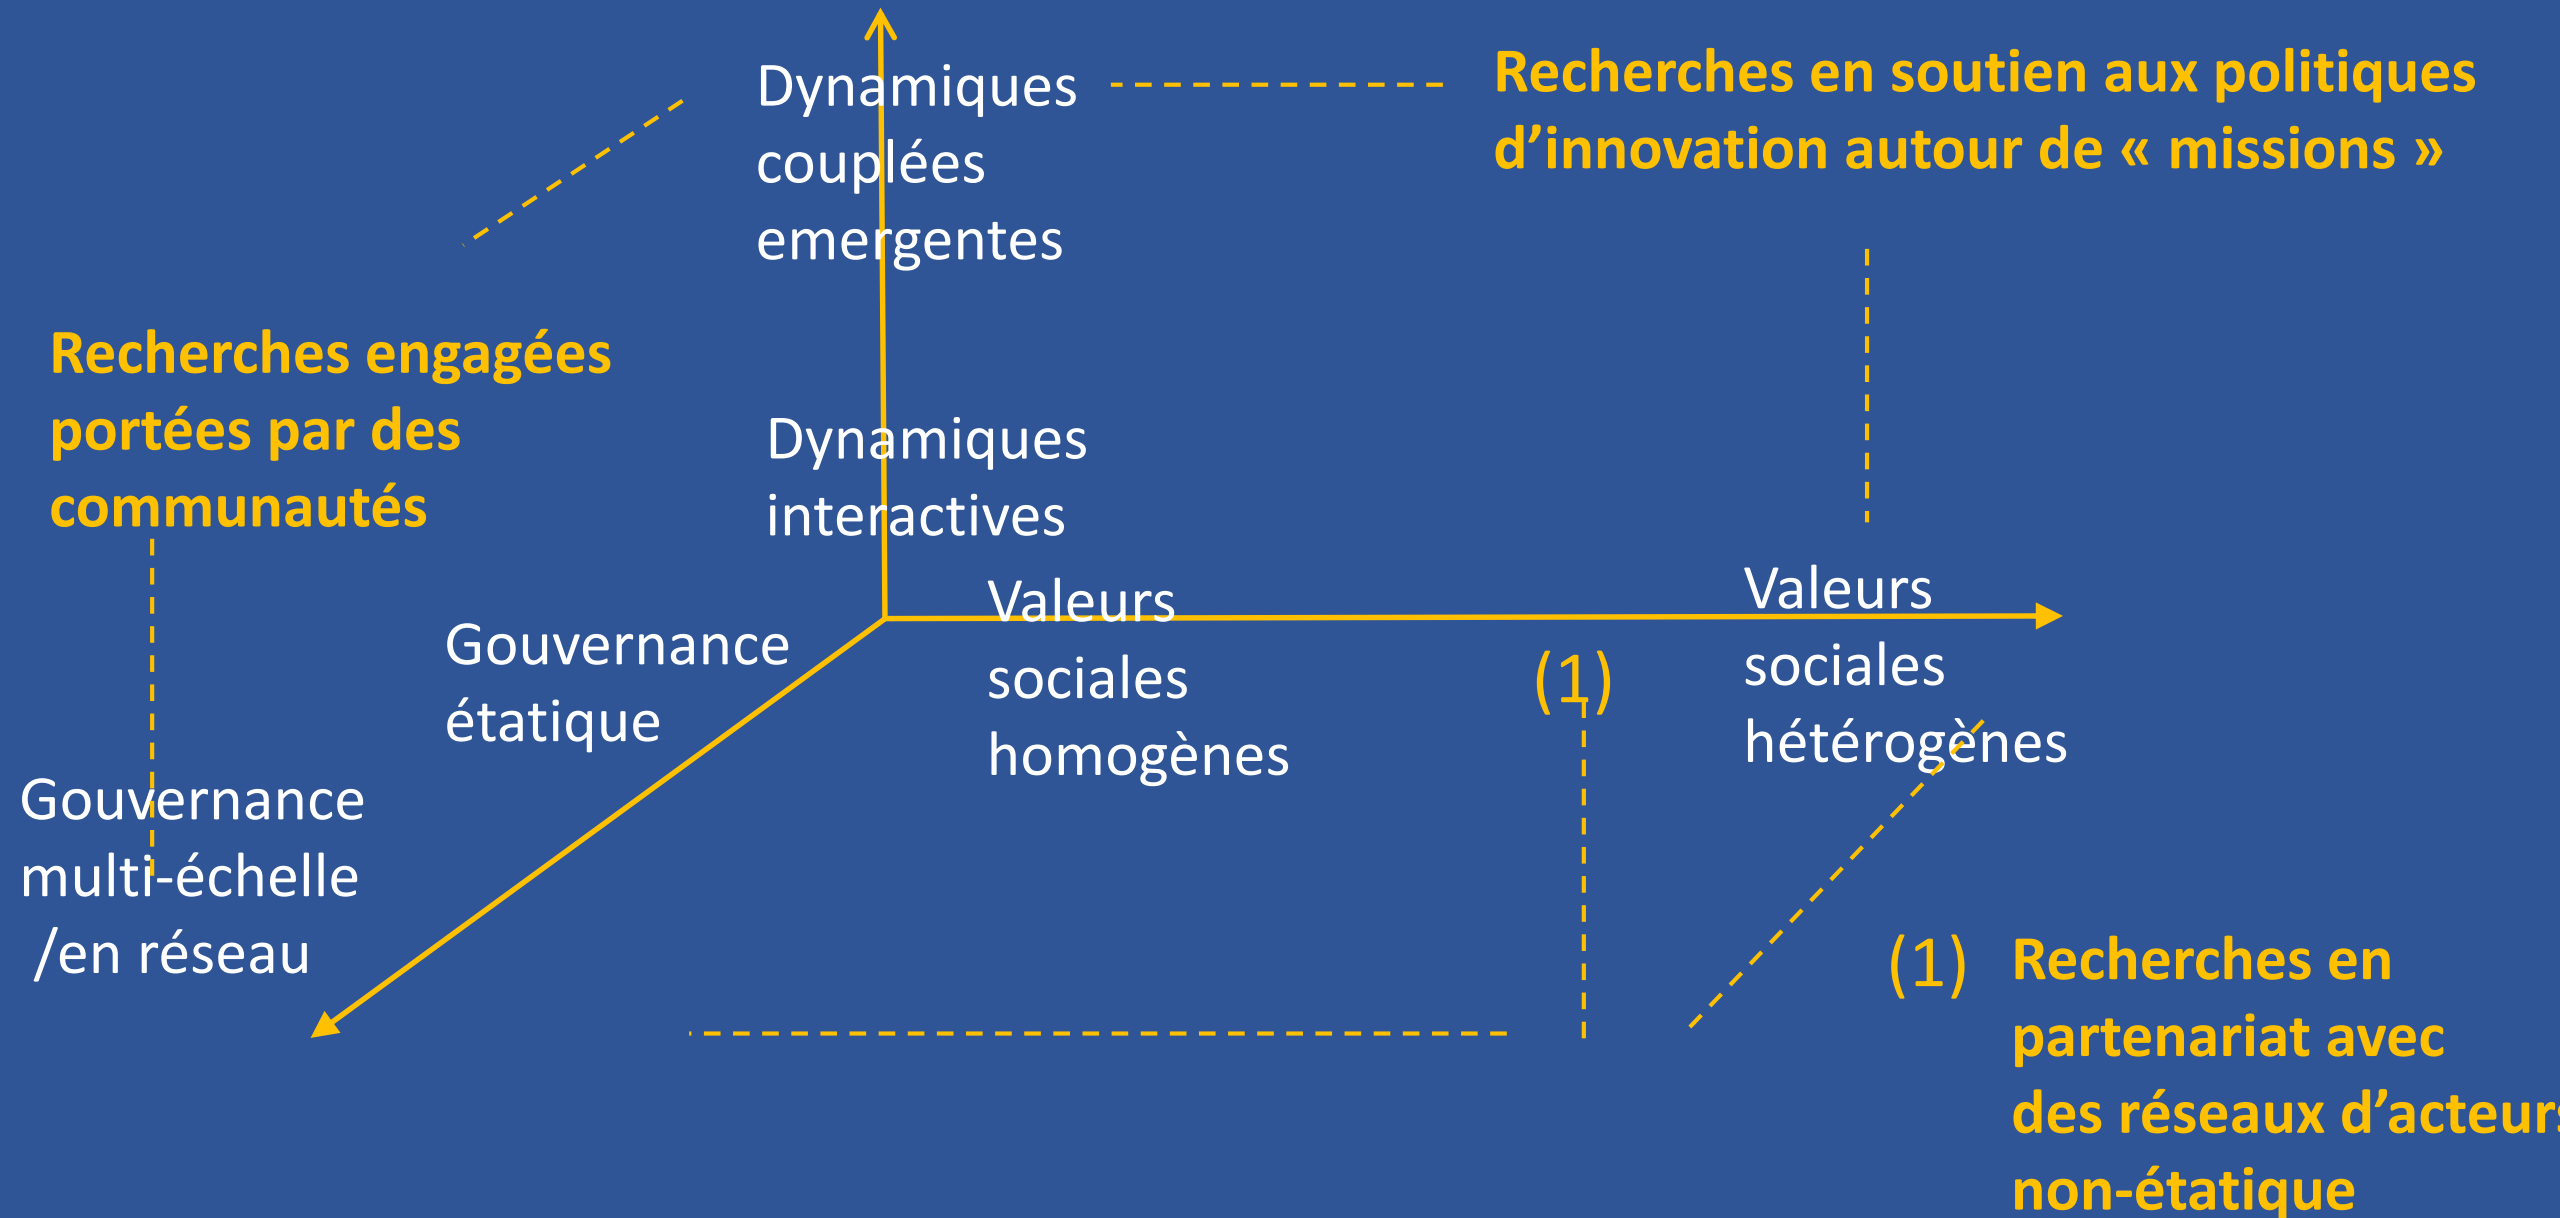 Dynamiques
couplées
emergentes
Recherches en soutien aux politiques
d’innovation autour de « missions »
Recherches engagées
portées par des
communautés
Dynamiques
interactives
Gouvernance
étatique
Valeurs
sociales
homogènes
(1)
Valeurs
sociales
hétérogènes
Gouvernance
multi-échelle
/en réseau
(1) Recherches en
partenariat avec
des réseaux d’acteurs
non-étatique